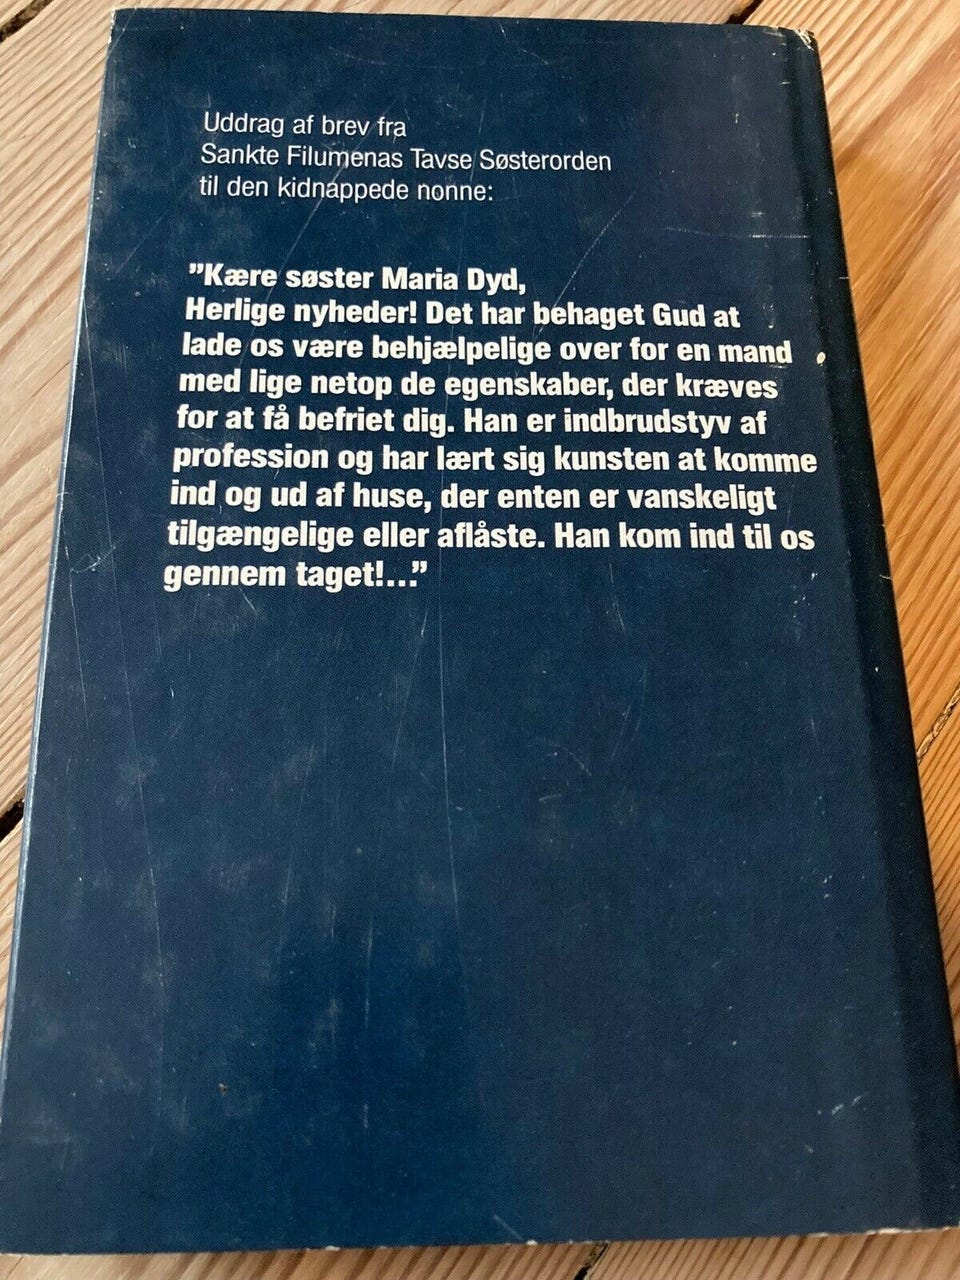 Uddrag af brev fra
Sankte Filumenas Tavse Søsterorden
til den kidnappede nonne:
”Kære søster Maria Dyd,
Herlige nyheder! Det har behaget Gud at
lade os være behjælpelige over for en mand
med lige netop de egenskaber, der kræves
for at få befriet dig. Han er indbrudstyv af
profession og har lært sig kunsten at komme
ind og ud af huse, der enten er vanskeligt
tilgængelige eller aflåste. Han kom ind til os
gennem taget!...”